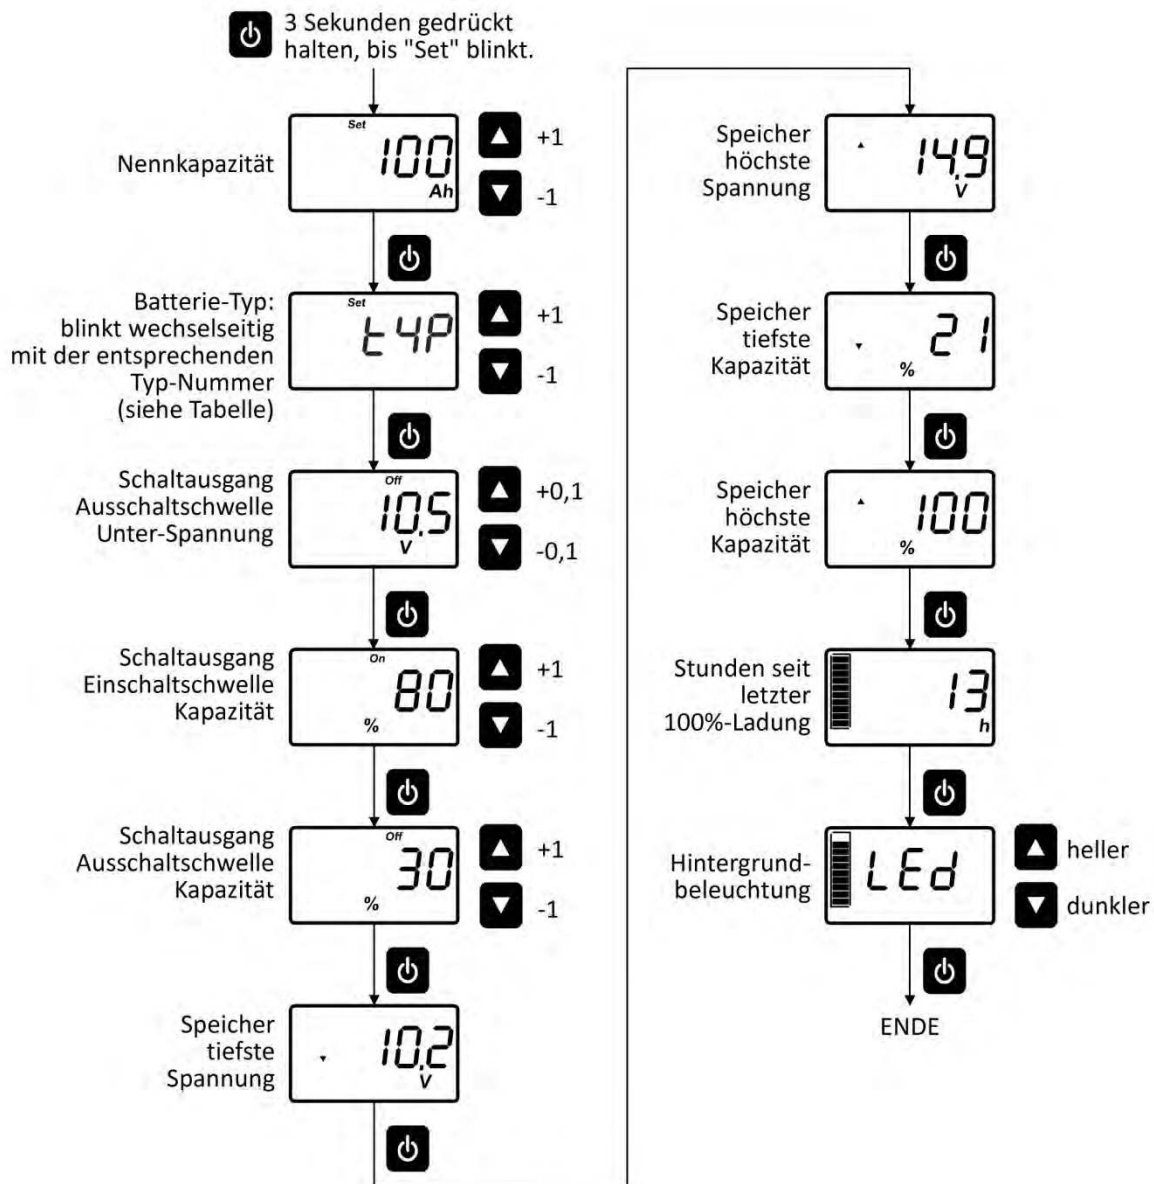 3 Sekunden gedrückt
halten, bis "Set" blinkt.
Nennkapazität
Set
100
Ah
+1
-1
Batterie-Typ:
blinkt wechselseitig
mit der entsprechenden
Typ-Nummer
(siehe Tabelle)
Set
tYP
+1
-1
Schaltausgang
Ausschaltschwelle
Unter-Spannung
Off
10.5
V
+0,1
-0,1
Schaltausgang
Einschaltschwelle
Kapazität
On
80
%
+1
-1
Schaltausgang
Ausschaltschwelle
Kapazität
Off
30
%
+1
-1
Speicher
tiefste
Spannung
10.2
V
Speicher
höchste
Spannung
14.9
V
Speicher
tiefste
Kapazität
21
%
Speicher
höchste
Kapazität
100
%
Stunden seit
letzter
100%-Ladung
13
h
Hintergrund-
beleuchtung
LEd
heller
dunkler
ENDE